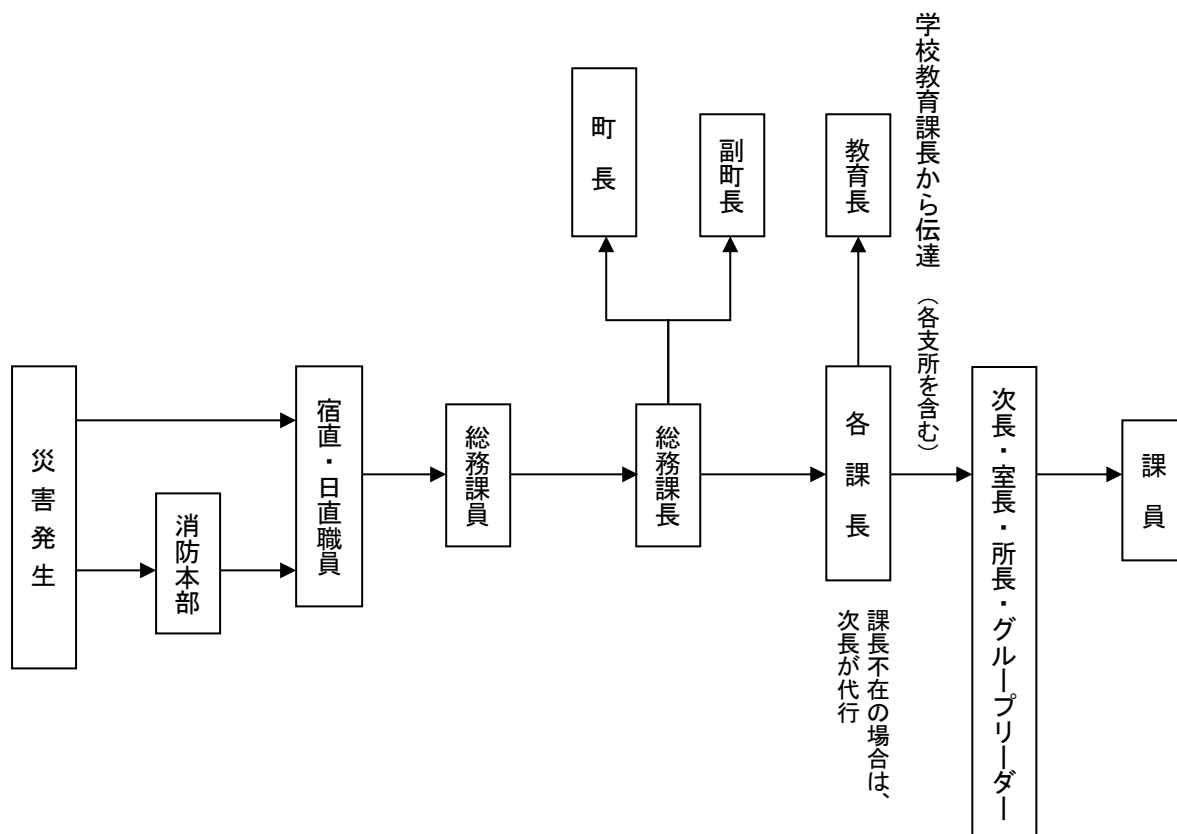 災害発生
消防本部
宿直・日直職員
総務課員
総務課長
町長
副町長
教育長
学校教育課長から伝達
(各支所を含む)
各課長
課長不在の場合は、
次長が代行
次長・室長・所長・グループリーダー
課員